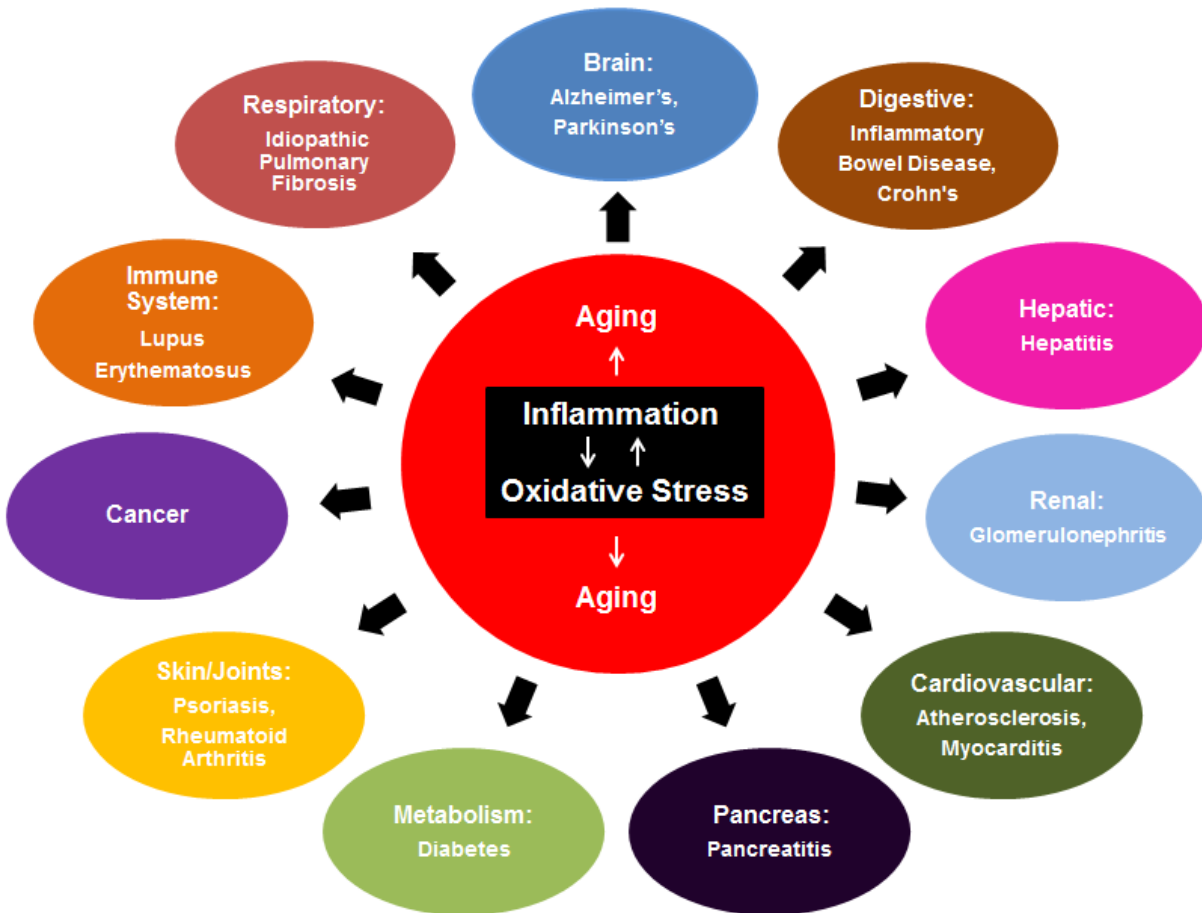 Brain:
Alzheimer’s,
Parkinson’s
Digestive:
Inflammatory
Bowel Disease,
Crohn's
Hepatic:
Hepatitis
Renal:
Glomerulonephritis
Cardiovascular:
Atherosclerosis,
Myocarditis
Pancreas:
Pancreatitis
Metabolism:
Diabetes
Skin/Joints:
Psoriasis,
Rheumatoid
Arthritis
Cancer
Immune
System:
Lupus
Erythematosus
Respiratory:
Idiopathic
Pulmonary
Fibrosis
Aging
Inflammation
Oxidative Stress
Aging